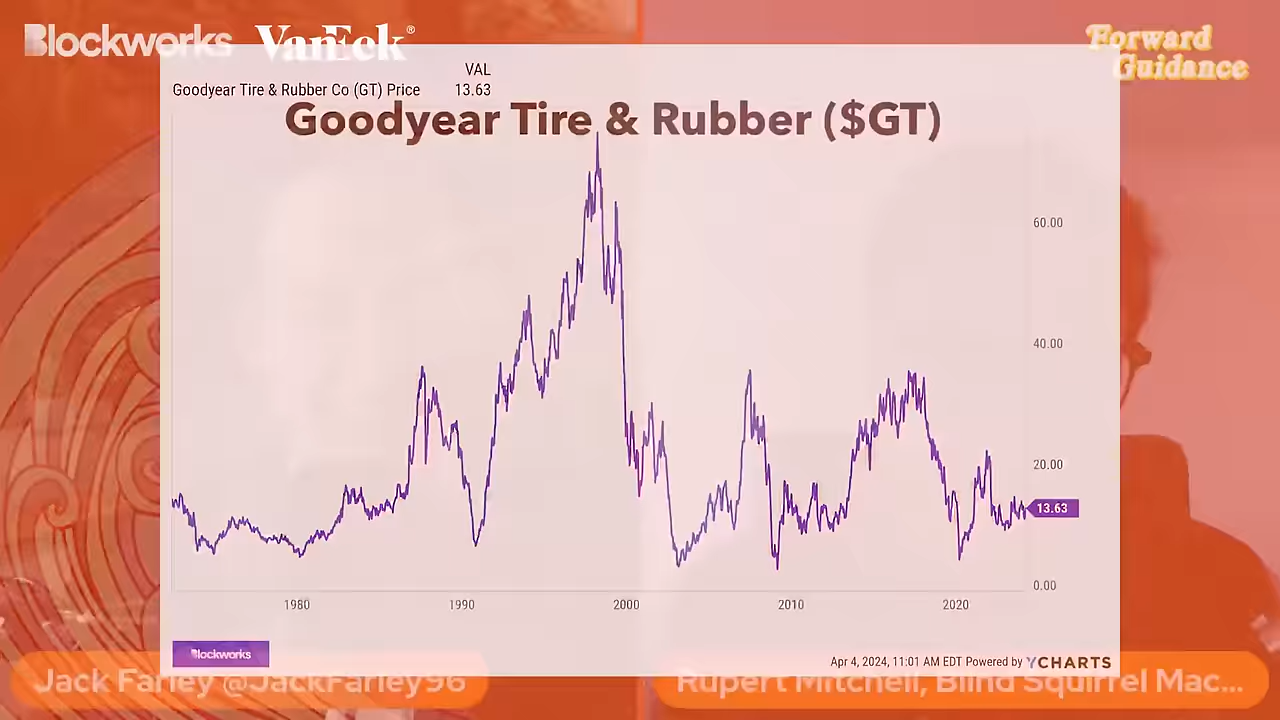 Blockworks VanEck®
Forward
Guidance
VAL
Goodyear Tire & Rubber Co (GT) Price 13.63
Goodyear Tire & Rubber ($GT)
60.00
40.00
20.00
13.63
0.00
1980 1990 2000 2010 2020
Blockworks
Apr 4, 2024, 11:01 AM EDT Powered by YCHARTS
Jack Farley @JackFarley96
Rupert Mitchell, Blind Squirrel Mac...